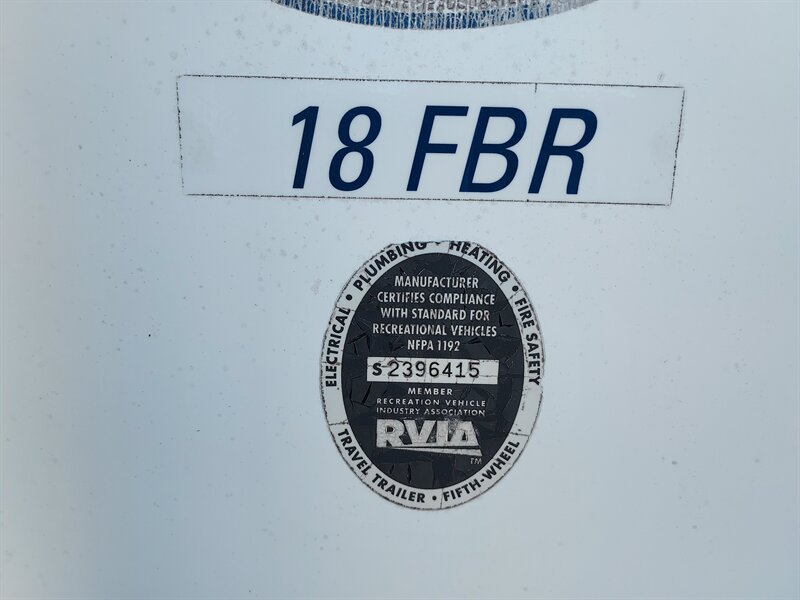 18 FBR
ELECTRICAL • PLUMBING • HEATING • FIRE SAFETY
MANUFACTURER
CERTIFIES COMPLIANCE
WITH STANDARD FOR
RECREATIONAL VEHICLES
NFPA 1192
S 2396415
MEMBER
RECREATION VEHICLE
INDUSTRY ASSOCIATION
RVIA
TM
TRAVEL TRAILER • FIFTH-WHEEL